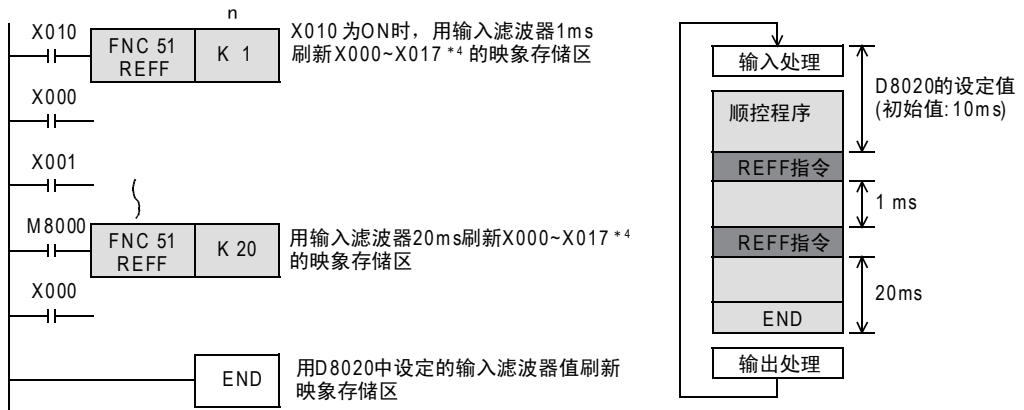 n
X010
FNC 51
REFF
K 1
X010为ON时，用输入滤波器1ms
刷新X000~X017*4的映象存储区
X000
X001
M8000
FNC 51
REFF
K 20
用输入滤波器20ms刷新X000~X017*4
的映象存储区
X000
END
用D8020中设定的输入滤波器值刷新
映象存储区
输入处理
顺控程序
REFF指令
REFF指令
END
输出处理
D8020的设定值
(初始值:10ms)
1 ms
20ms